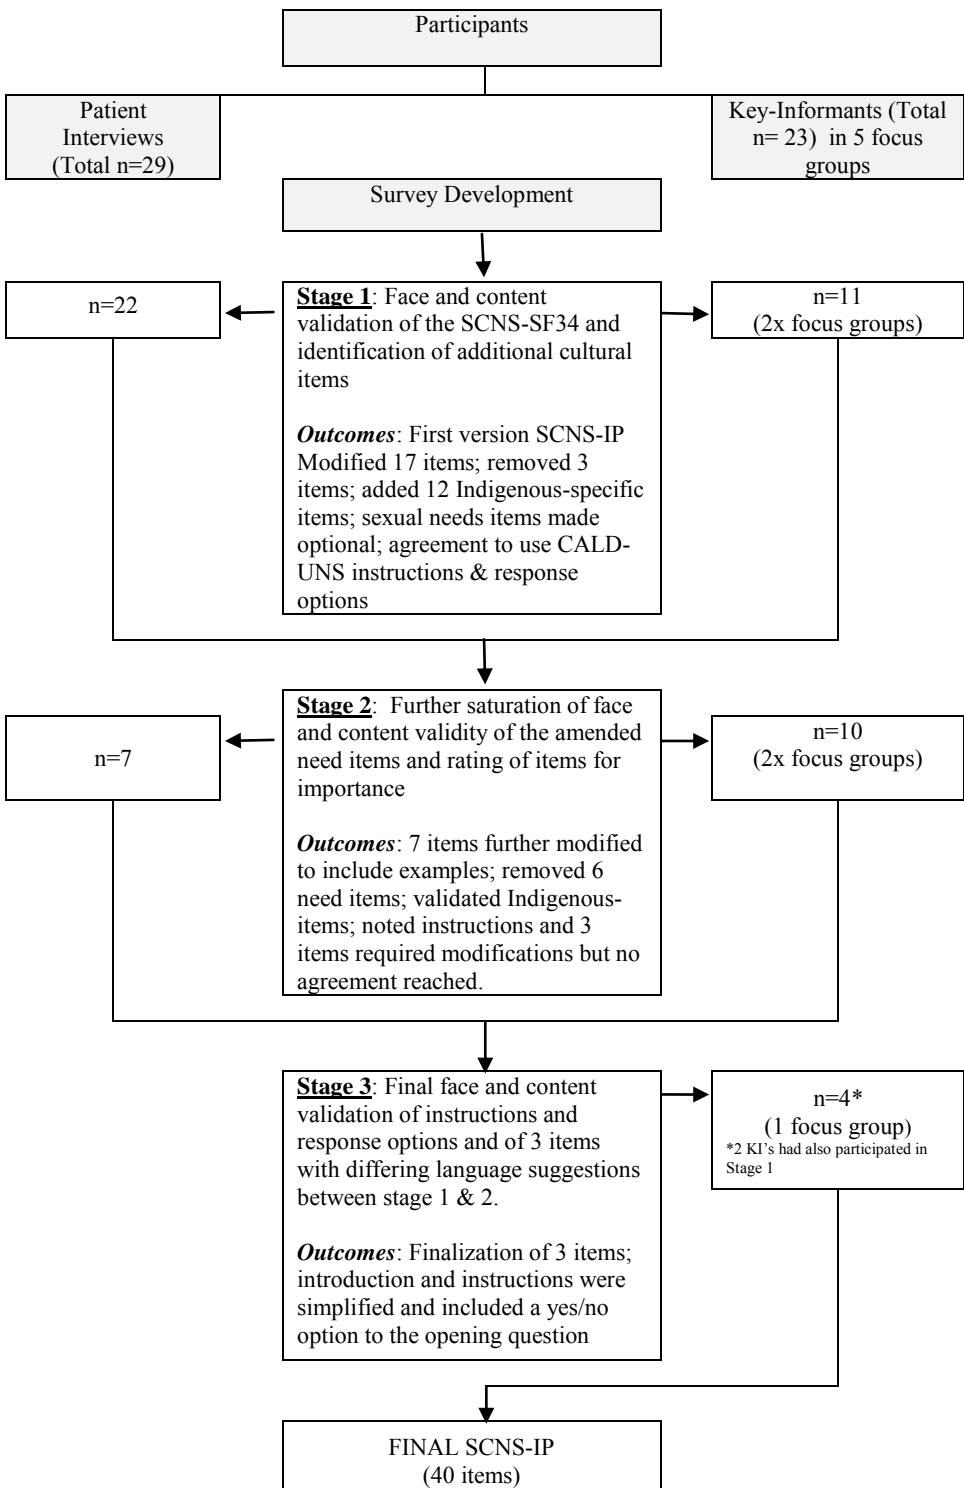 Participants
Patient
Interviews
(Total n=29)
Key-Informants (Total
n= 23)  in 5 focus
groups
Survey Development
n=22
Stage 1: Face and content
validation of the SCNS-SF34 and
identification of additional cultural
items
Outcomes: First version SCNS-IP
Modified 17 items; removed 3
items; added 12 Indigenous-specific
items; sexual needs items made
optional; agreement to use CALD-
UNS instructions & response
options
n=11
(2x focus groups)
n=7
Stage 2:  Further saturation of face
and content validity of the amended
need items and rating of items for
importance
Outcomes: 7 items further modified
to include examples; removed 6
need items; validated Indigenous-
items; noted instructions and 3
items required modifications but no
agreement reached.
n=10
(2x focus groups)
Stage 3: Final face and content
validation of instructions and
response options and of 3 items
with differing language suggestions
between stage 1 & 2.
Outcomes: Finalization of 3 items;
introduction and instructions were
simplified and included a yes/no
option to the opening question
n=4*
(1 focus group)
*2 KI's had also participated in
Stage 1
FINAL SCNS-IP
(40 items)